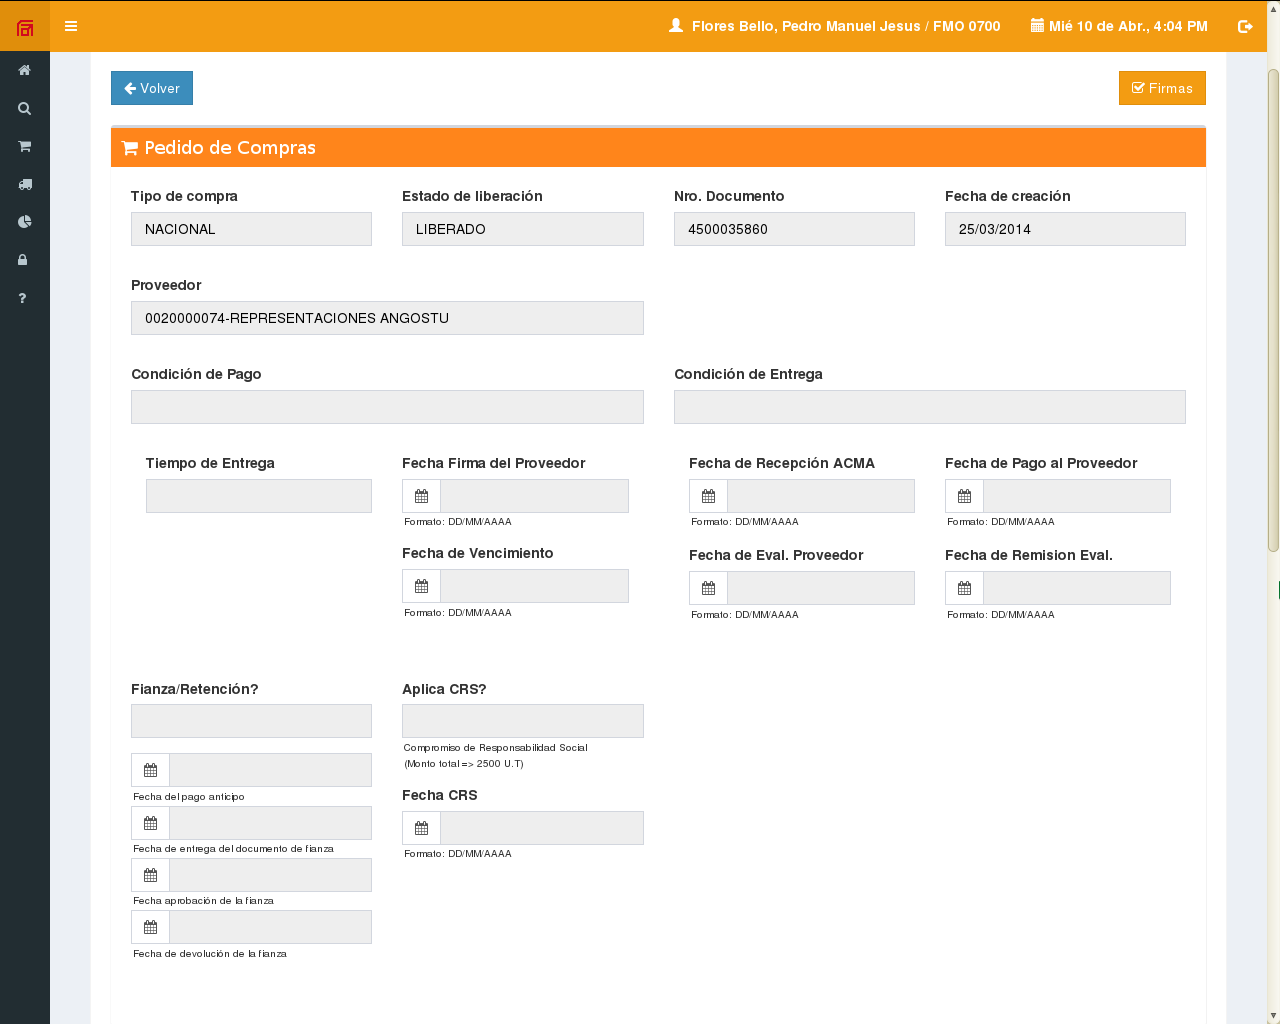 Flores Bello, Pedro Manuel Jesus / FMO 0700
Mié 10 de Abr., 4:04 PM
Volver
Firmas
Pedido de Compras
Tipo de compra
Estado de liberación
Nro. Documento
Fecha de creación
NACIONAL
LIBERADO
4500035860
25/03/2014
Proveedor
0020000074-REPRESENTACIONES ANGOSTU
Condición de Pago
Condición de Entrega
Tiempo de Entrega
Fecha Firma del Proveedor
Fecha de Recepción ACMA
Fecha de Pago al Proveedor
Formato: DD/MM/AAAA
Formato: DD/MM/AAAA
Formato: DD/MM/AAAA
Fecha de Vencimiento
Fecha de Eval. Proveedor
Fecha de Remision Eval.
Formato: DD/MM/AAAA
Formato: DD/MM/AAAA
Formato: DD/MM/AAAA
Fianza/Retención?
Aplica CRS?
Compromiso de Responsabilidad Social
(Monto total => 2500 U.T)
Fecha del pago anticipo
Fecha CRS
Fecha de entrega del documento de fianza
Formato: DD/MM/AAAA
Fecha aprobación de la fianza
Fecha de devolución de la fianza